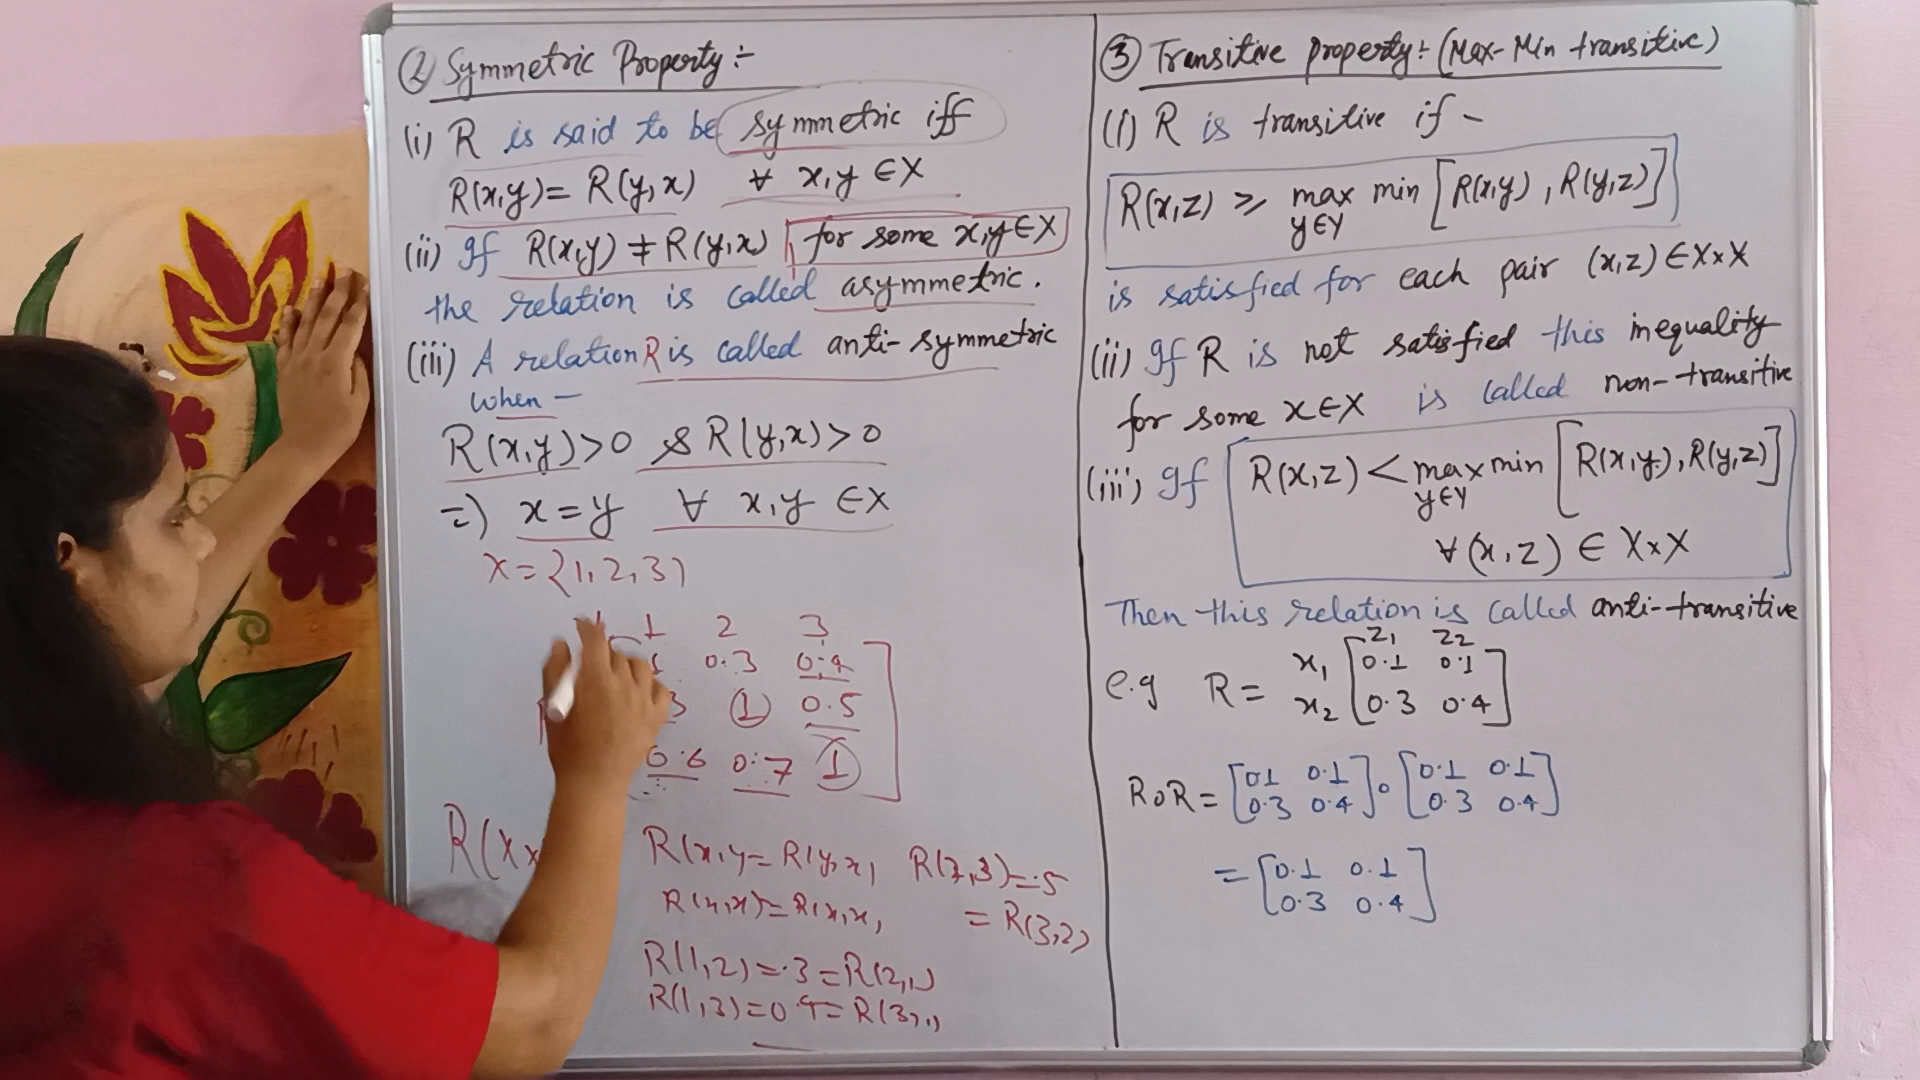 ② Symmetric Property:-
(i) R is said to be symmetric iff
R(x,y)= R(y,x) ∀ x,y ∈X
(ii) If R(x,y) ≠ R(y,x) for some x,y∈X
the relation is called asymmetric.
(iii) A relation R is called anti-symmetric
when -
R(x,y)>0 & R(y,x)>0
=) x=y ∀ x,y ∈X
X={1,2,3}
1 2 3
0.3 0.4
3 1 0.5
0.6 0.7 1
R(x
R(x,y=R(y,x) R(2,3)=.5
R(x,x)=R(x,x, = R(3,2)
R(1,2)=.3=R(2,1)
R(1,3)=0.4=R(3,1)
③ Transitive property:(Max-Min transitive)
(i) R is transitive if -
R(x,z) ≥ max min [R(x,y), R(y,z)]
y∈Y
is satisfied for each pair (x,z)∈X×X
(ii) If R is not satisfied this inequality
for some x∈X is called non-transitive
(iii) If R(x,z) < max min [R(x,y), R(y,z)]
y∈Y
∀(x,z) ∈ X×X
Then this relation is called anti-transitive
z1 z2
e.g R= x1 [0.1 0.1
x2 0.3 0.4]
RoR= [0.1 0.1 0.3 0.4] o [0.1 0.1 0.3 0.4]
= [0.1 0.1
0.3 0.4]